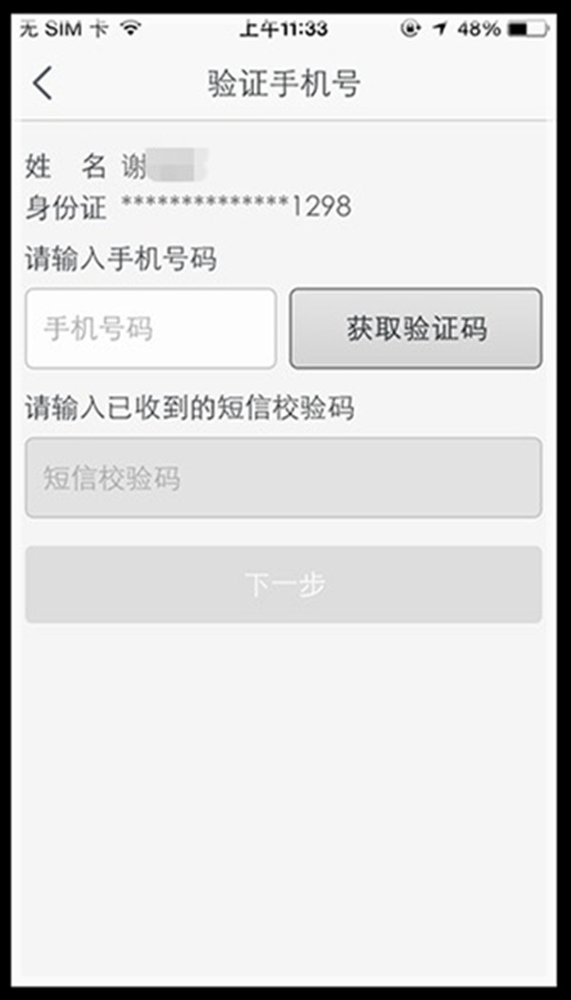 无 SIM 卡 上午11:33 48%
验证手机号
姓 名 谢
身份证 **************1298
请输入手机号码
手机号码 获取验证码
请输入已收到的短信校验码
短信校验码
下一步